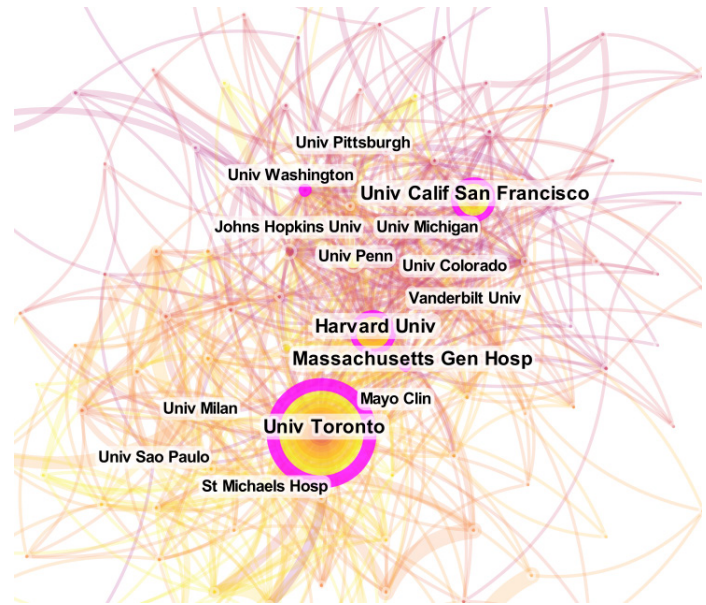 Univ Pittsburgh
Univ Washington
Univ Calif San Francisco
Johns Hopkins Univ
Univ Michigan
Univ Penn
Univ Colorado
Vanderbilt Univ
Harvard Univ
Massachusetts Gen Hosp
Mayo Clin
Univ Milan
Univ Toronto
Univ Sao Paulo
St Michaels Hosp